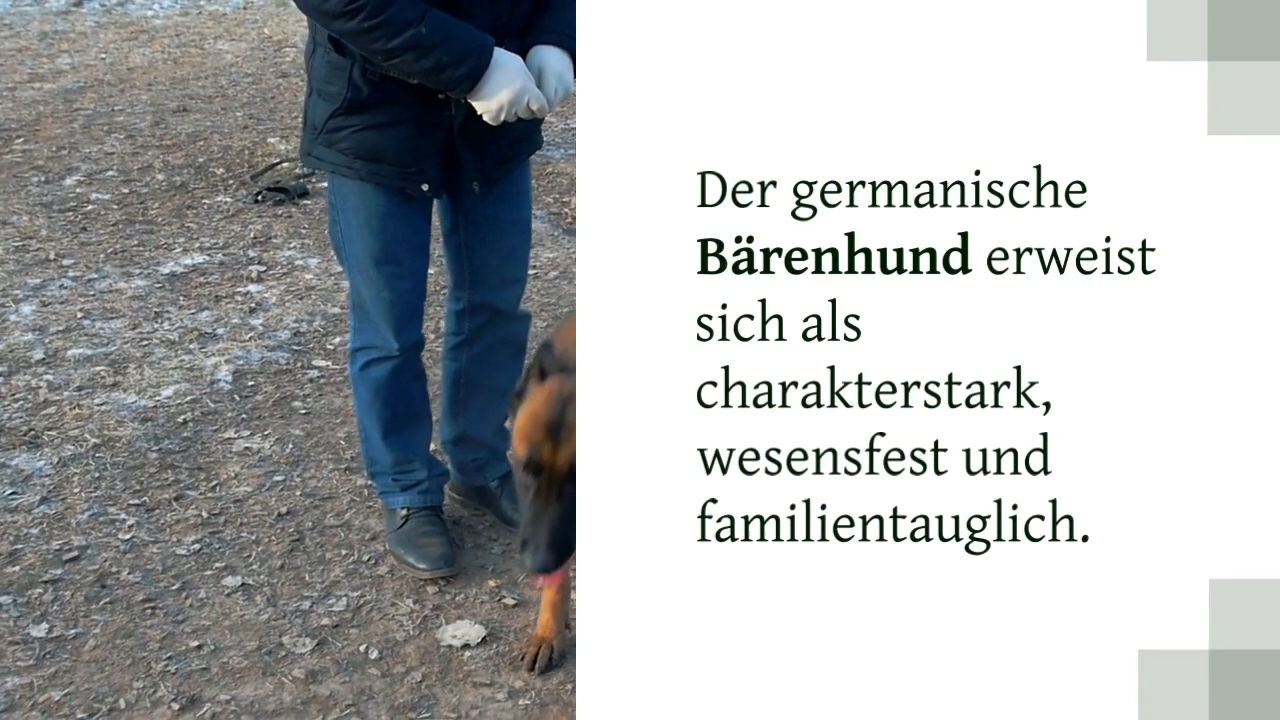 Der germanische
Bärenhund erweist
sich als
charakterstark,
wesensfest und
familientauglich.